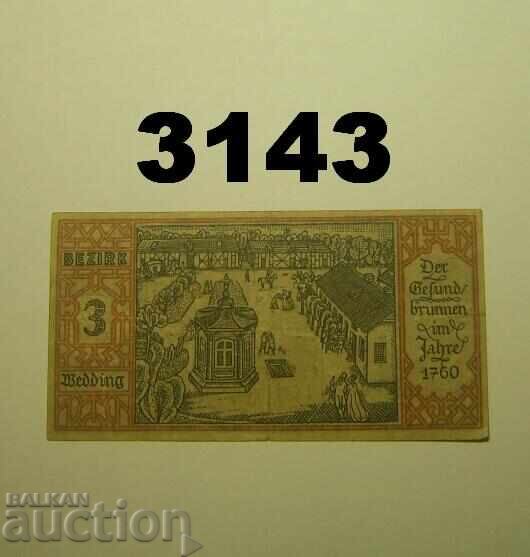 3143
BEZIRK
3
Wedding
Der
Gesund-
brunnen
im
Jahre
1760
BALKAN
auction